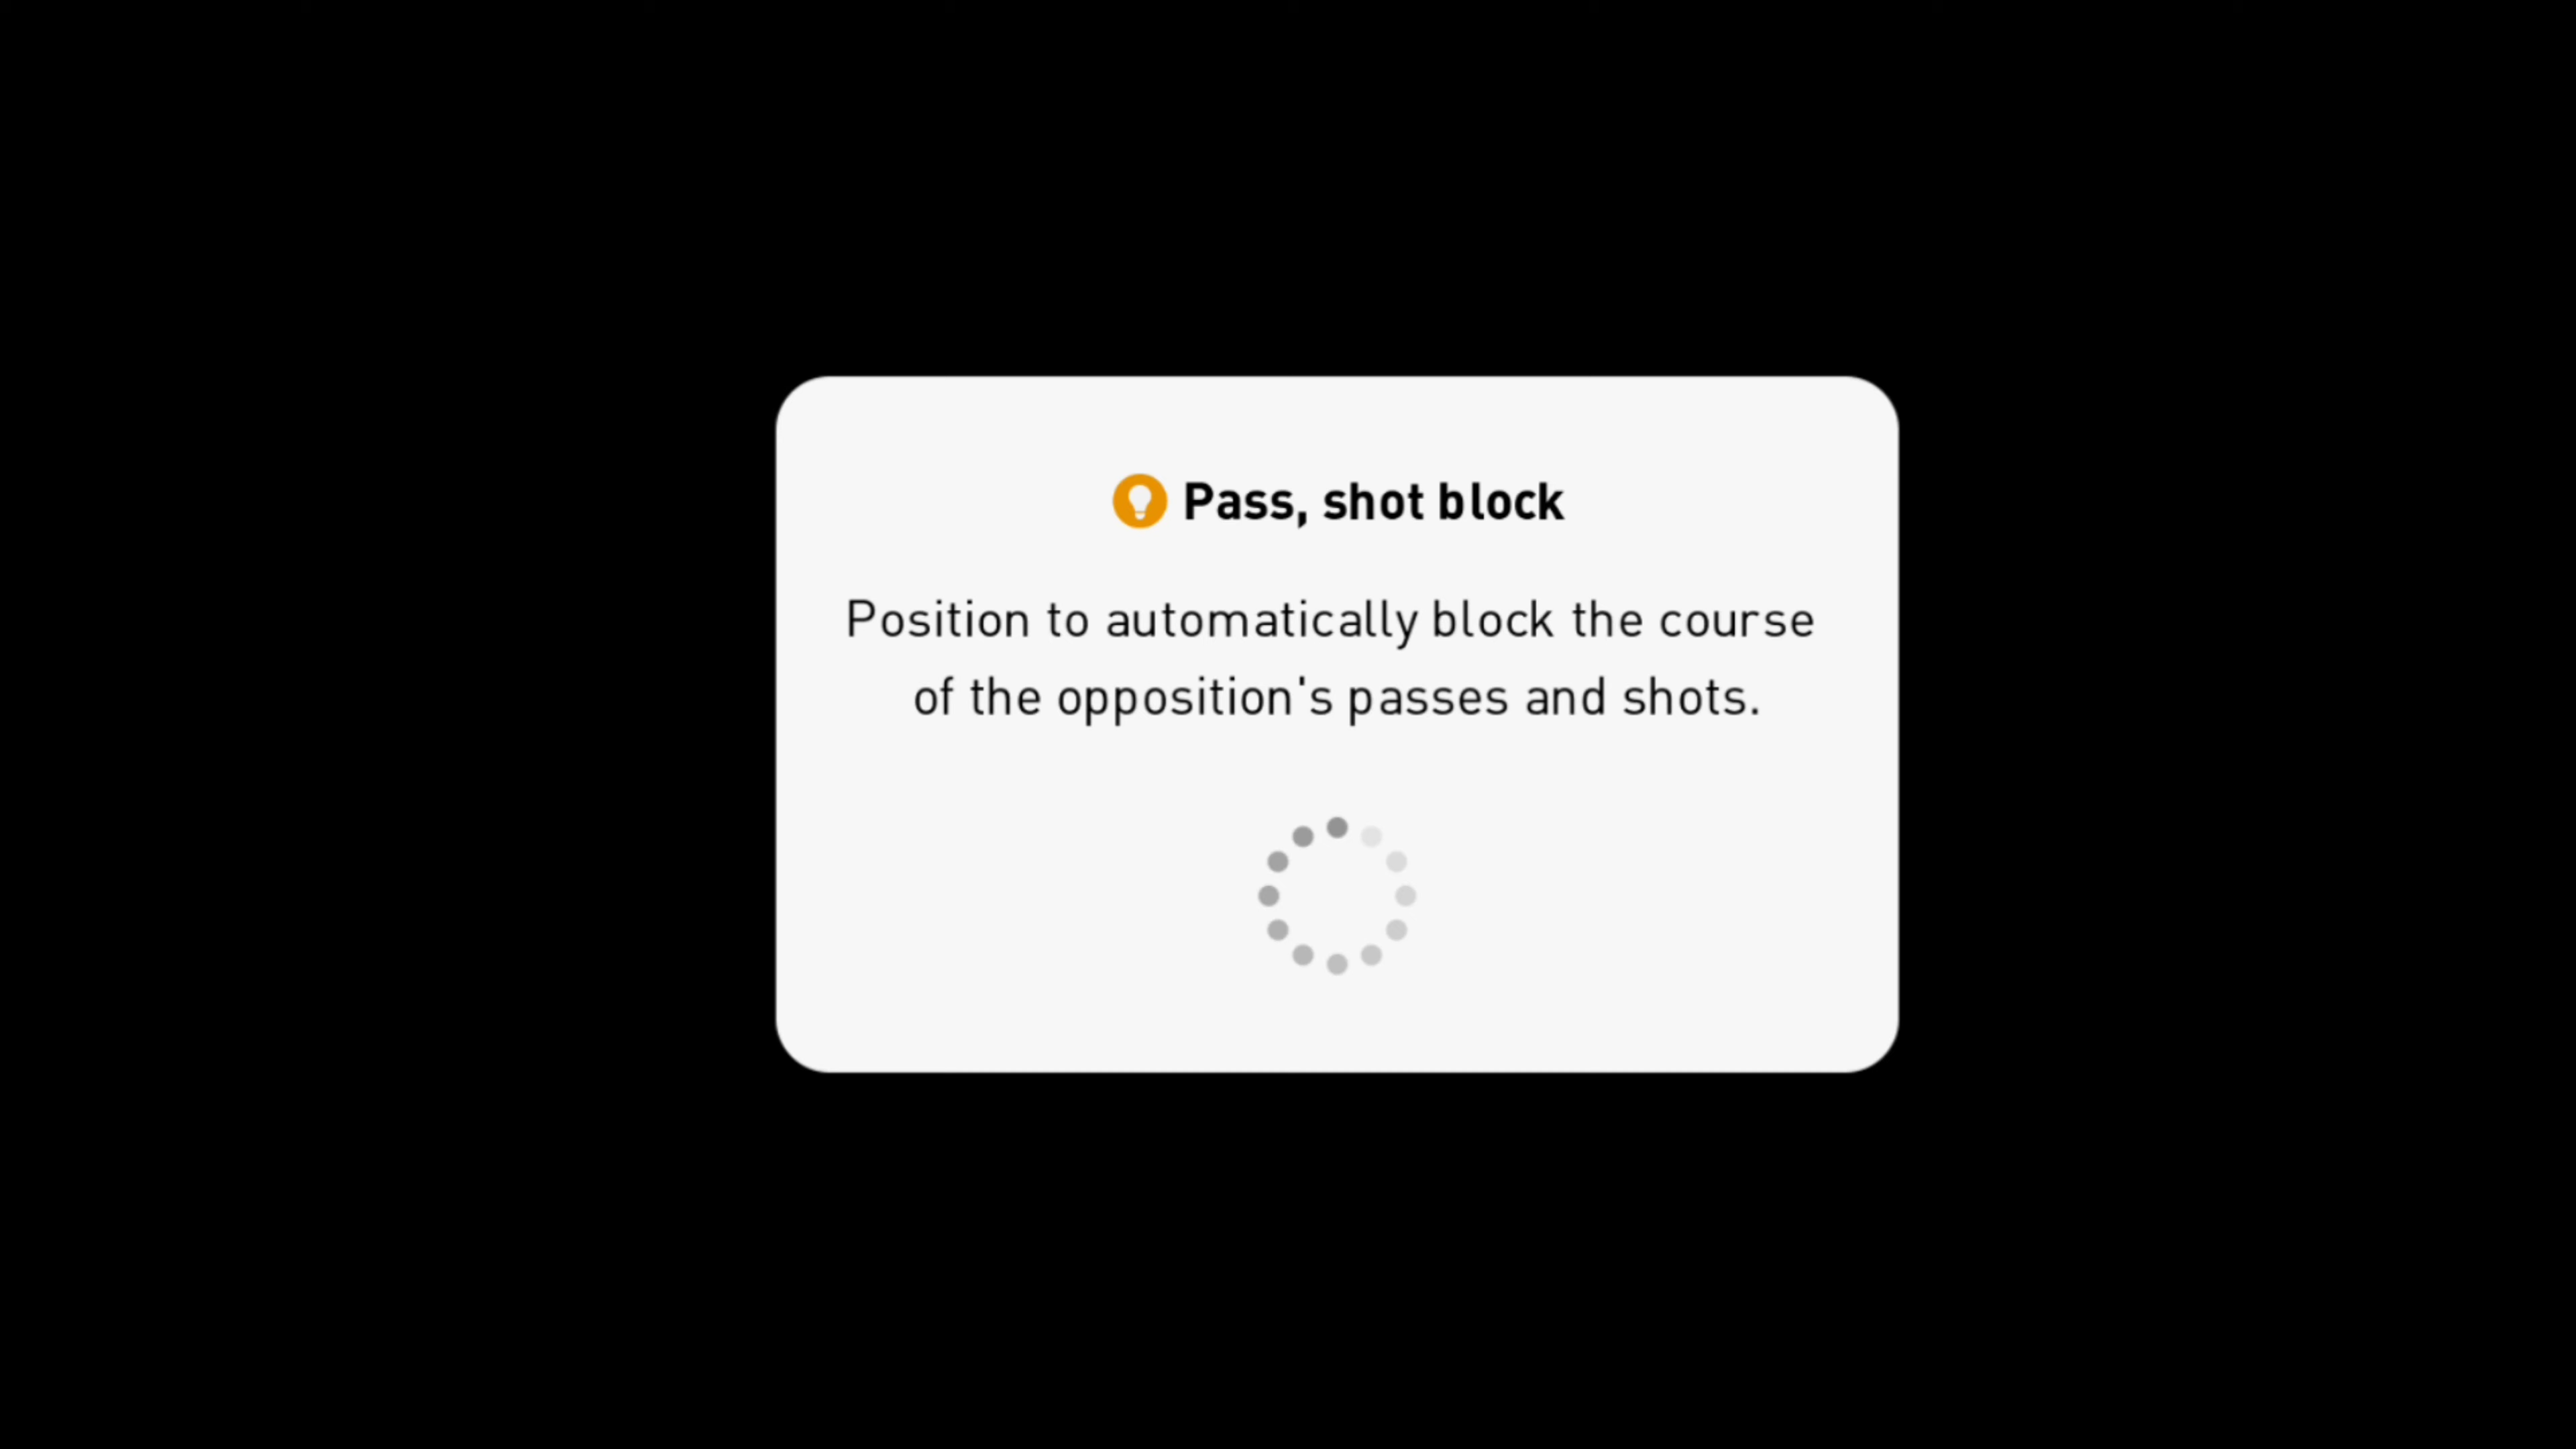 Pass, shot block
Position to automatically block the course
of the opposition's passes and shots.